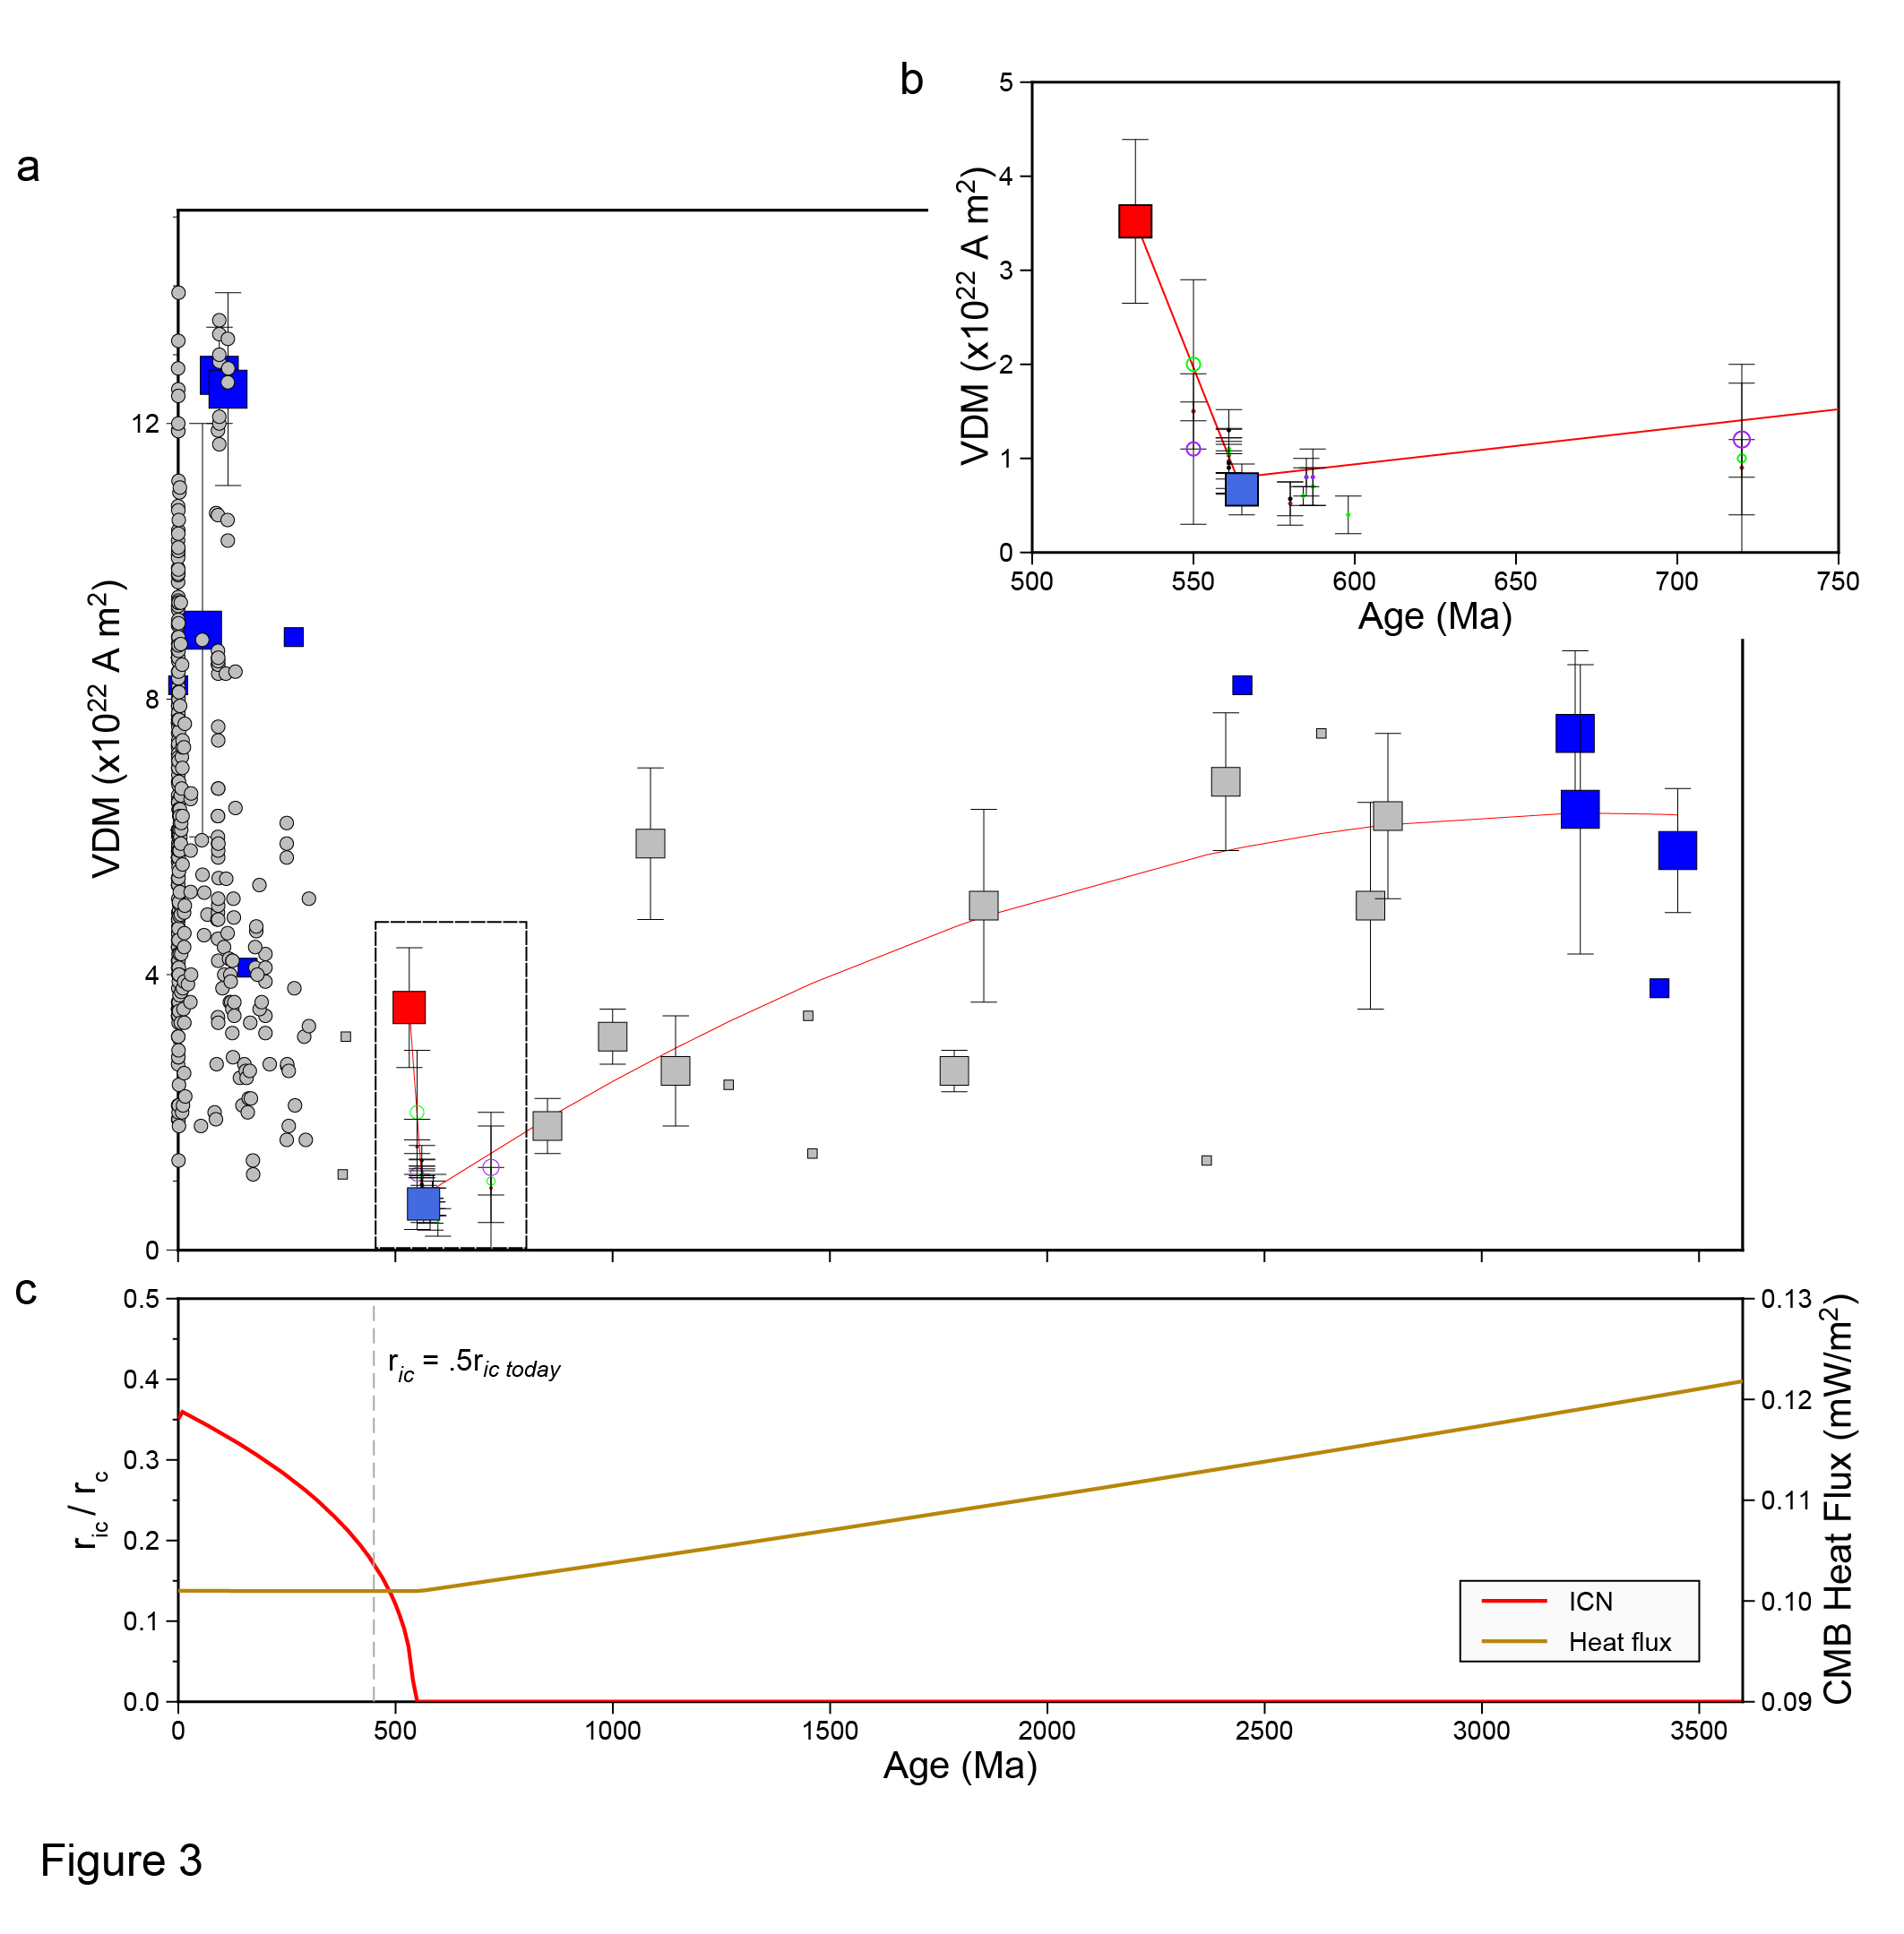 b
5
4
3
2
1
0
VDM (x10²² A m²)
500
550
600
650
700
750
Age (Ma)
a
12
8
4
0
VDM (x10²² A m²)
c
0.5
0.4
0.3
0.2
0.1
0.0
r_ic / r_c
r_ic = .5r_ic today
0.13
0.12
0.11
0.10
0.09
CMB Heat Flux (mW/m²)
ICN
Heat flux
0
500
1000
1500
2000
2500
3000
3500
Age (Ma)
Figure 3